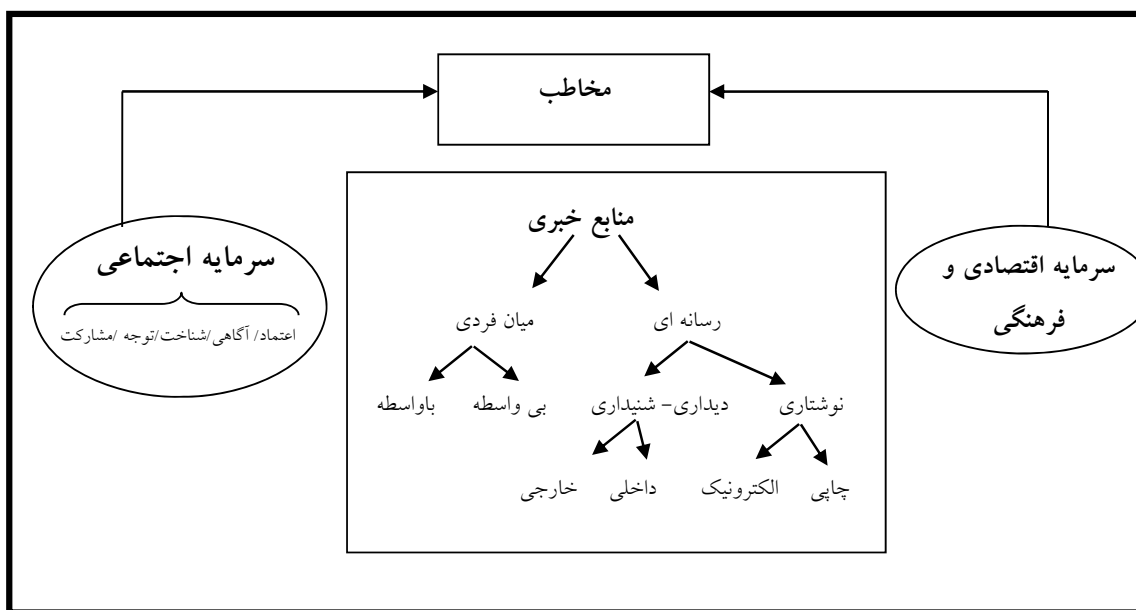 مخاطب
منابع خبری
سرمایه اجتماعی
اعتماد/ آگاهی/شناخت/توجه /مشارکت
سرمایه اقتصادی و
فرهنگی
رسانه ای
میان فردی
نوشتاری
دیداری– شنیداری
بی واسطه
باواسطه
چاپی
الکترونیک
داخلی
خارجی